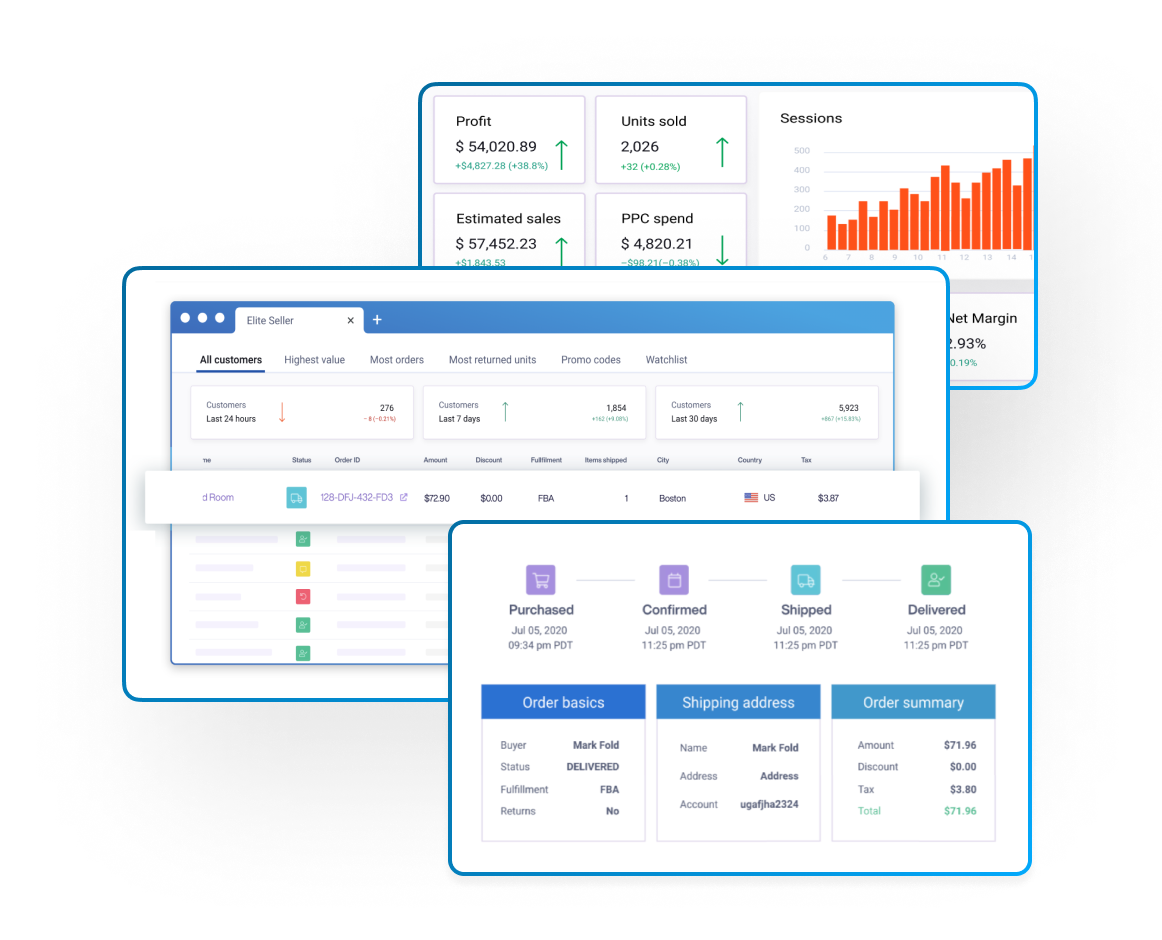 Profit
$ 54,020.89
+$4,827.28 (+38.8%)
Units sold
2,026
+32 (+0.28%)
Estimated sales
$ 57,452.23
+$1,843.53
PPC spend
$ 4,820.21
−$98.21(−0.38%)
Sessions
500
400
300
200
100
0
6 7 8 9 10 11 12 13 14
Net Margin
2.93%
0.19%
Elite Seller × +
All customers Highest value Most orders Most returned units Promo codes Watchlist
Customers
Last 24 hours
276
− 8 (−0.21%)
Customers
Last 7 days
1,854
+162 (+9.08%)
Customers
Last 30 days
5,923
+867 (+15.83%)
me Status Order ID Amount Discount Fullfilment Items shipped City Country Tax
d Room 128-DFJ-432-FD3 $72.90 $0.00 FBA 1 Boston US $3.87
Purchased
Jul 05, 2020
09:34 pm PDT
Confirmed
Jul 05, 2020
11:25 pm PDT
Shipped
Jul 05, 2020
11:25 pm PDT
Delivered
Jul 05, 2020
11:25 pm PDT
Order basics
Buyer Mark Fold
Status DELIVERED
Fulfillment FBA
Returns No
Shipping address
Name Mark Fold
Address Address
Account ugafjha2324
Order summary
Amount $71.96
Discount $0.00
Tax $3.80
Total $71.96